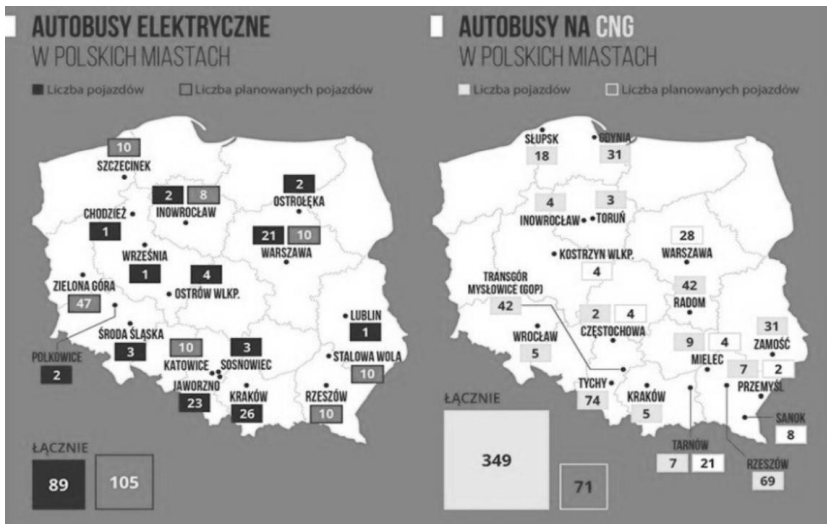 AUTOBUSY ELEKTRYCZNE
W POLSKICH MIASTACH
Liczba pojazdów
Liczba planowanych pojazdów
10
SZCZECINEK
2
8
INOWROCŁAW
2
OSTROŁĘKA
CHODZIEŻ
1
21
10
WARSZAWA
WRZEŚNIA
1
4
OSTRÓW WLKP.
ZIELONA GÓRA
47
LUBLIN
1
ŚRODA ŚLĄSKA
3
POLKOWICE
2
10
KATOWICE
3
SOSNOWIEC
STALOWA WOLA
10
JAWORZNO
23
KRAKÓW
26
RZESZÓW
10
ŁĄCZNIE
89
105
AUTOBUSY NA CNG
W POLSKICH MIASTACH
Liczba pojazdów
Liczba planowanych pojazdów
SŁUPSK
18
GDYNIA
31
4
INOWROCŁAW
3
TORUŃ
28
WARSZAWA
KOSTRZYN WLKP.
4
TRANSGÓR
MYSŁOWICE (GOP)
42
42
RADOM
2
4
CZĘSTOCHOWA
WROCŁAW
5
31
ZAMOŚĆ
9
4
MIELEC
7
2
PRZEMYŚL
TYCHY
74
KRAKÓW
5
SANOK
8
TARNÓW
7
21
RZESZÓW
69
ŁĄCZNIE
349
71